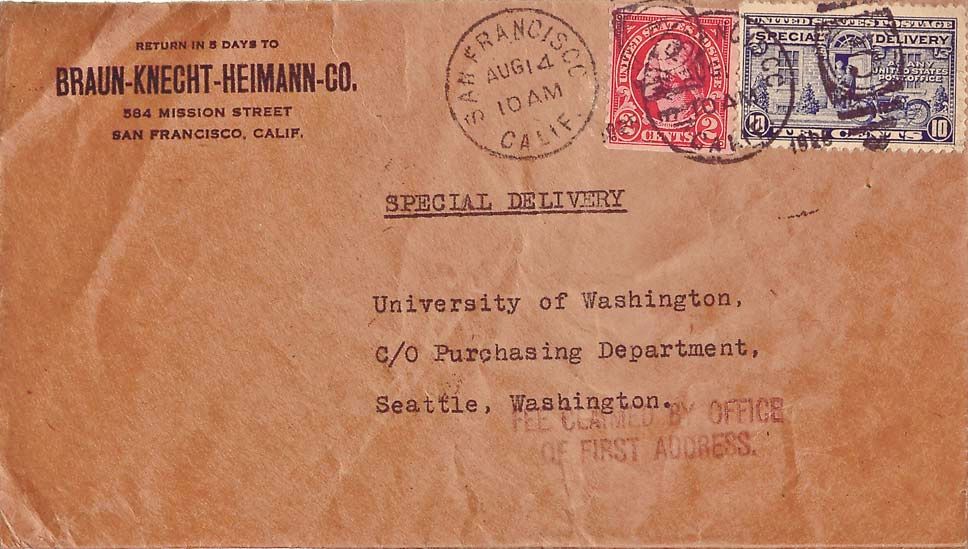 RETURN IN 5 DAYS TO
BRAUN-KNECHT-HEIMANN-CO.
584 MISSION STREET
SAN FRANCISCO, CALIF.
SAN FRANCISCO
AUG 14
10 AM
CALIF.
UNITED STATES POSTAGE
2 CENTS 2
UNITED STATES POSTAGE
SPECIAL DELIVERY
AT ANY
UNITED STATES
POST OFFICE
TEN CENTS 10
SPECIAL DELIVERY
University of Washington,
C/O Purchasing Department,
Seattle, Washington.
FEE CLAIMED BY OFFICE
OF FIRST ADDRESS.